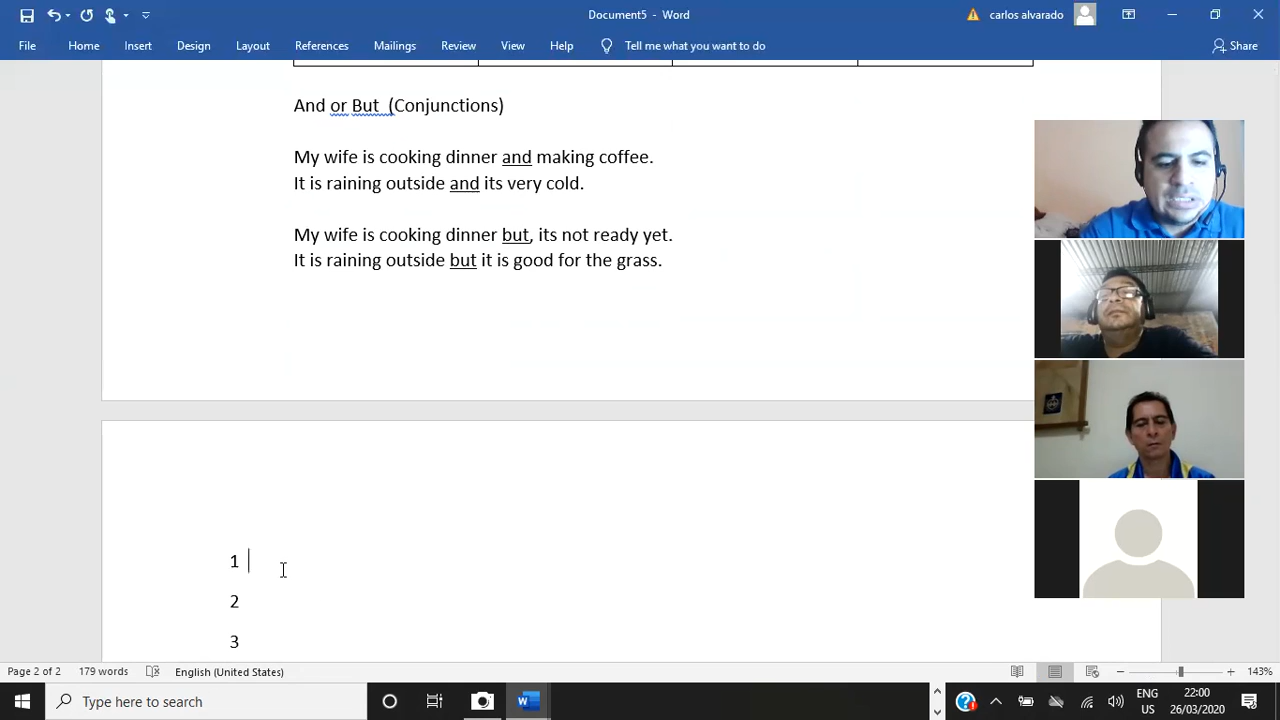 Document5 - Word
carlos alvarado
File Home Insert Design Layout References Mailings Review View Help Tell me what you want to do Share
And or But (Conjunctions)
My wife is cooking dinner and making coffee.
It is raining outside and its very cold.
My wife is cooking dinner but, its not ready yet.
It is raining outside but it is good for the grass.
1
2
3
Page 2 of 2 179 words English (United States) 143%
Type here to search
ENG 22:00
US 26/03/2020